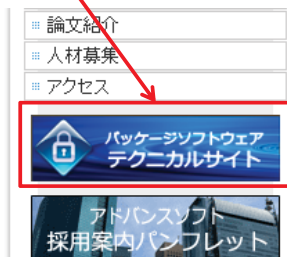 論文紹介
人材募集
アクセス
パッケージソフトウェア
テクニカルサイト
アドバンスソフト
採用案内パンフレット